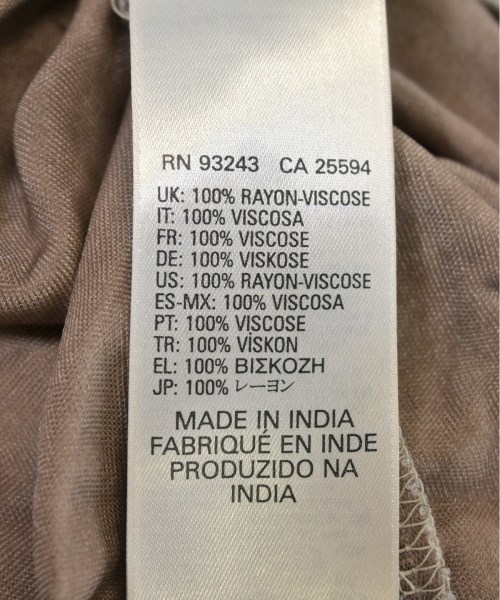 RN 93243 CA 25594
UK: 100% RAYON-VISCOSE
IT: 100% VISCOSA
FR: 100% VISCOSE
DE: 100% VISKOSE
US: 100% RAYON-VISCOSE
ES-MX: 100% VISCOSA
PT: 100% VISCOSE
TR: 100% VİSKON
EL: 100% ΒΙΣΚΟΖΗ
JP: 100% レーヨン
MADE IN INDIA
FABRIQUÉ EN INDE
PRODUZIDO NA
INDIA